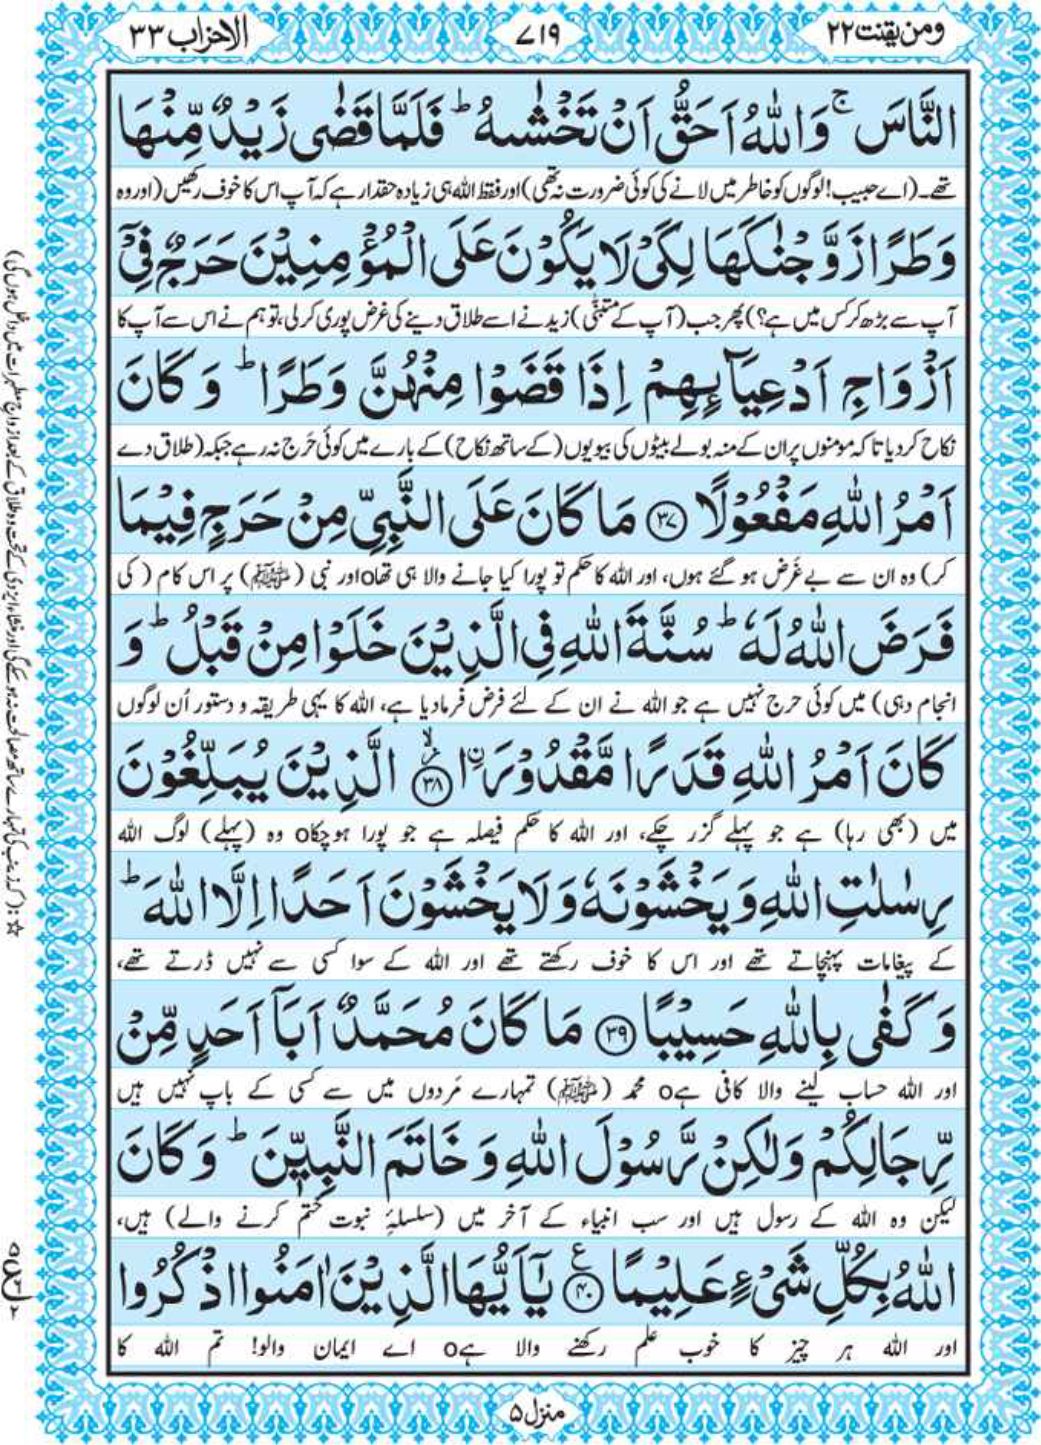 ومن يقنت ٢٢
٧١٩
الاحزاب ٣٣
النَّاسَ ۚ وَاللّٰهُ اَحَقُّ اَنْ تَخْشٰىهُ ؕ فَلَمَّا قَضٰى زَيْدٌ مِّنْهَا
تھے۔ (اے حبیب! لوگوں کو خاطر میں لانے کی کوئی ضرورت نہ تھی) اور فقط اللہ ہی زیادہ حقدار ہے کہ آپ اس کا خوف رکھیں (اور وہ
وَطَرًا زَوَّجْنٰكَهَا لِكَىْ لَا يَكُوْنَ عَلَى الْمُؤْمِنِيْنَ حَرَجٌ فِىْٓ
آپ سے بڑھ کر کس میں ہے؟) پھر جب (آپ کے متبنّٰی) زید نے اسے طلاق دینے کی غرض پوری کر لی، تو ہم نے اس سے آپ کا
اَزْوَاجِ اَدْعِيَآئِهِمْ اِذَا قَضَوْا مِنْهُنَّ وَطَرًا ؕ وَكَانَ
نکاح کر دیا تا کہ مومنوں پر ان کے منہ بولے بیٹوں کی بیویوں (کے ساتھ نکاح) کے بارے میں کوئی حَرج نہ رہے جبکہ (طلاق دے
اَمْرُ اللّٰهِ مَفْعُوْلًا ﴿٣٧﴾ مَا كَانَ عَلَى النَّبِىِّ مِنْ حَرَجٍ فِيْمَا
کر) وہ ان سے بے غَرض ہو گئے ہوں، اور اللہ کا حکم تو پورا کیا جانے والا ہی تھاo اور نبی (ﷺ) پر اس کام ( کی
فَرَضَ اللّٰهُ لَهٗ ؕ سُنَّةَ اللّٰهِ فِى الَّذِيْنَ خَلَوْا مِنْ قَبْلُ ؕ وَ
انجام دہی) میں کوئی حرج نہیں ہے جو اللہ نے ان کے لئے فرض فرما دیا ہے، اللہ کا یہی طریقہ و دستور اُن لوگوں
كَانَ اَمْرُ اللّٰهِ قَدَرًا مَّقْدُوْرَا ۙ﴿٣٨﴾ الَّذِيْنَ يُبَلِّغُوْنَ
میں (بھی رہا) ہے جو پہلے گزر چکے، اور اللہ کا حکم فیصلہ ہے جو پورا ہو چکاo وہ (پہلے) لوگ اللہ
رِسٰلٰتِ اللّٰهِ وَيَخْشَوْنَهٗ وَلَا يَخْشَوْنَ اَحَدًا اِلَّا اللّٰهَ ؕ
کے پیغامات پہنچاتے تھے اور اس کا خوف رکھتے تھے اور اللہ کے سوا کسی سے نہیں ڈرتے تھے،
وَكَفٰى بِاللّٰهِ حَسِيْبًا ﴿٣٩﴾ مَا كَانَ مُحَمَّدٌ اَبَآ اَحَدٍ مِّنْ
اور اللہ حساب لینے والا کافی ہےo محمد (ﷺ) تمہارے مَردوں میں سے کسی کے باپ نہیں ہیں
رِّجَالِكُمْ وَلٰكِنْ رَّسُوْلَ اللّٰهِ وَخَاتَمَ النَّبِيّٖنَ ؕ وَكَانَ
لیکن وہ اللہ کے رسول ہیں اور سب انبیاء کے آخر میں (سلسلۂ نبوت ختم کرنے والے) ہیں،
اللّٰهُ بِكُلِّ شَىْءٍ عَلِيْمًا ﴿٤٠﴾ ع يٰٓاَيُّهَا الَّذِيْنَ اٰمَنُوا اذْكُرُوا
اور اللہ ہر چیز کا خوب علم رکھنے والا ہےo اے ایمان والو! تم اللہ کا
منزل ٥